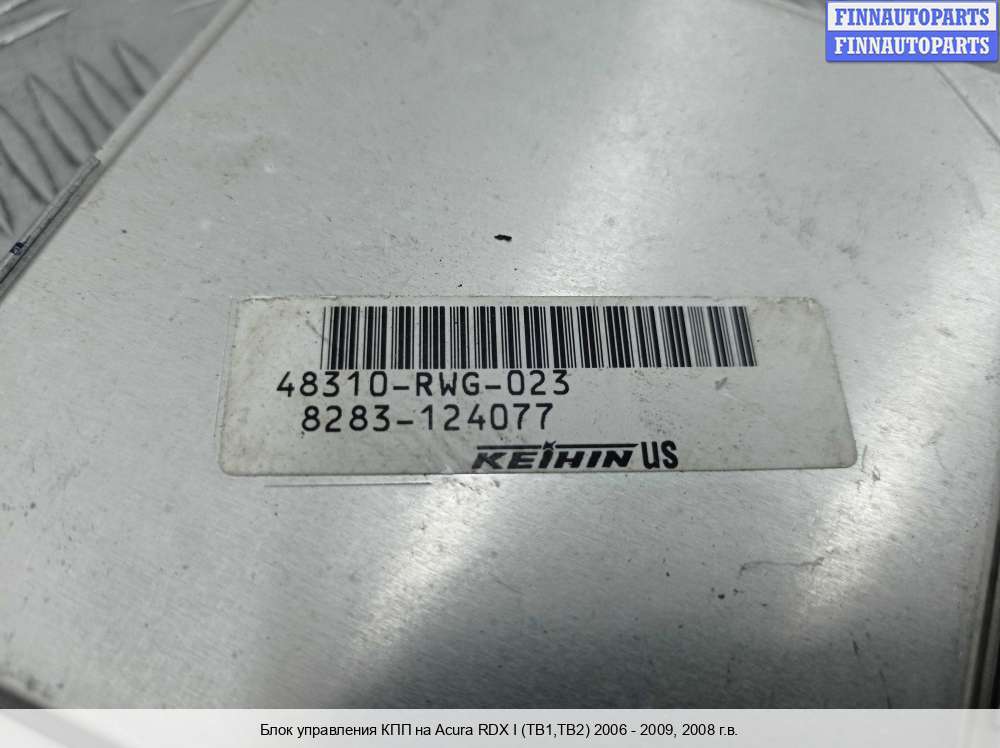 FINNAUTOPARTS
FINNAUTOPARTS
48310-RWG-023
8283-124077
KEIHIN US
Блок управления КПП на Acura RDX I (TB1,TB2) 2006 - 2009, 2008 г.в.